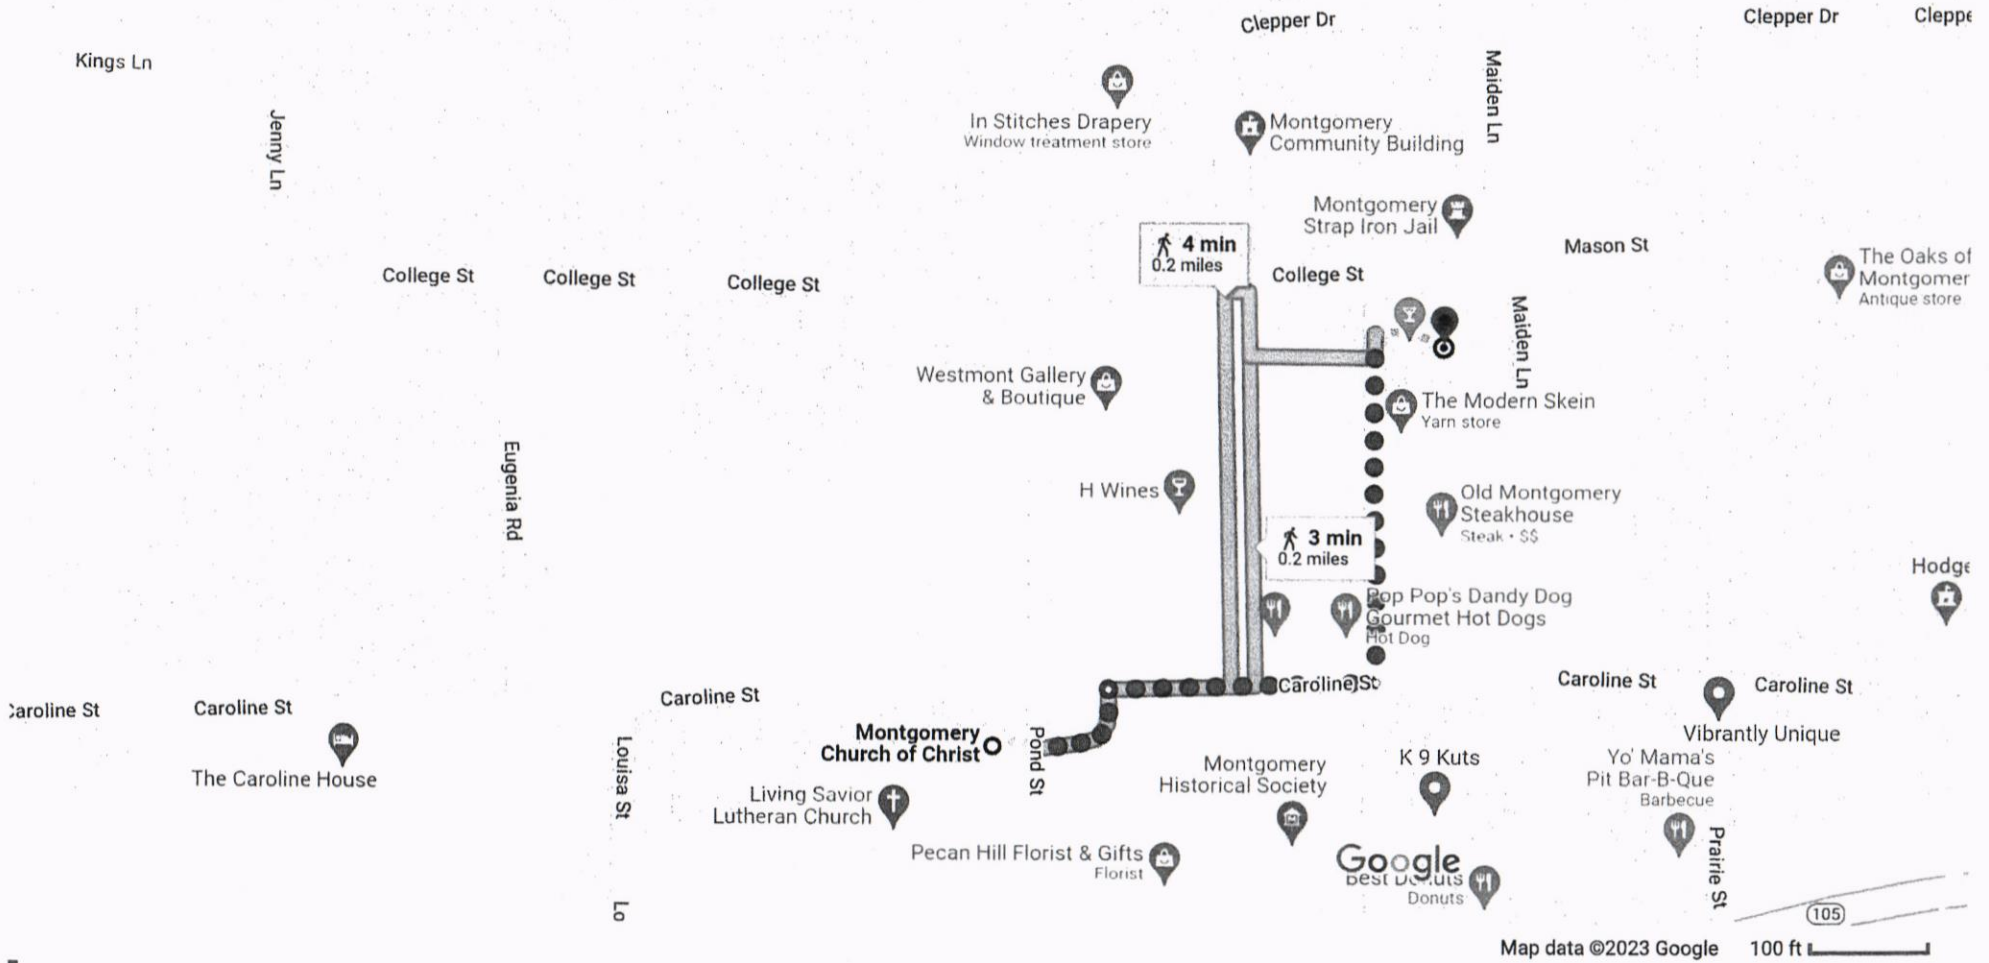 Clepper Dr
Clepper Dr
Kings Ln
Maiden Ln
Jenny Ln
In Stitches Drapery
Window treatment store
Montgomery
Community Building
Montgomery
Strap Iron Jail
4 min
0.2 miles
Mason St
College St
College St
College St
College St
The Oaks of
Antique store
Maiden Ln
Westmont Gallery
& Boutique
The Modern Skein
Yarn store
Eugenia Rd
H Wines
Old Montgomery
Steakhouse
Steak • $$
3 min
0.2 miles
Pop Pop's Dandy Dog
Gourmet Hot Dogs
Hot Dog
St
Caroline St
Caroline St
Caroline St
Caroline St
Caroline St
Montgomery
Church of Christ
Pond St
Vibrantly Unique
The Caroline House
Louisa St
Living Savior
Lutheran Church
Montgomery
Historical Society
K 9 Kuts
Yo' Mama's
Pit Bar-B-Que
Barbecue
Pecan Hill Florist & Gifts
Florist
Google
Best
Donuts
Prairie St
Lo
105
Map data ©2023 Google
100 ft